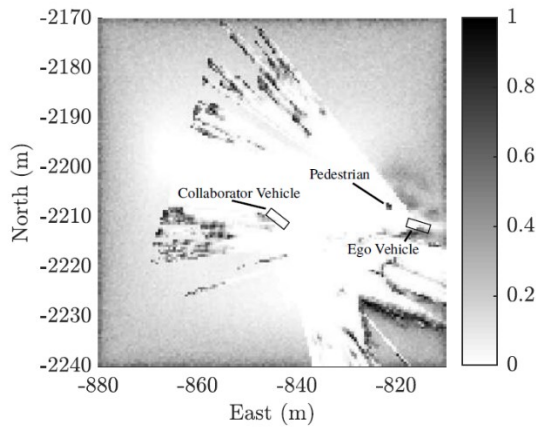 -2170
1
-2180
0.8
-2190
Pedestrian
0.6
-2200
Collaborator Vehicle
North (m)
-2210
0.4
Ego Vehicle
-2220
0.2
-2230
-2240
0
-880 -860 -840 -820
East (m)